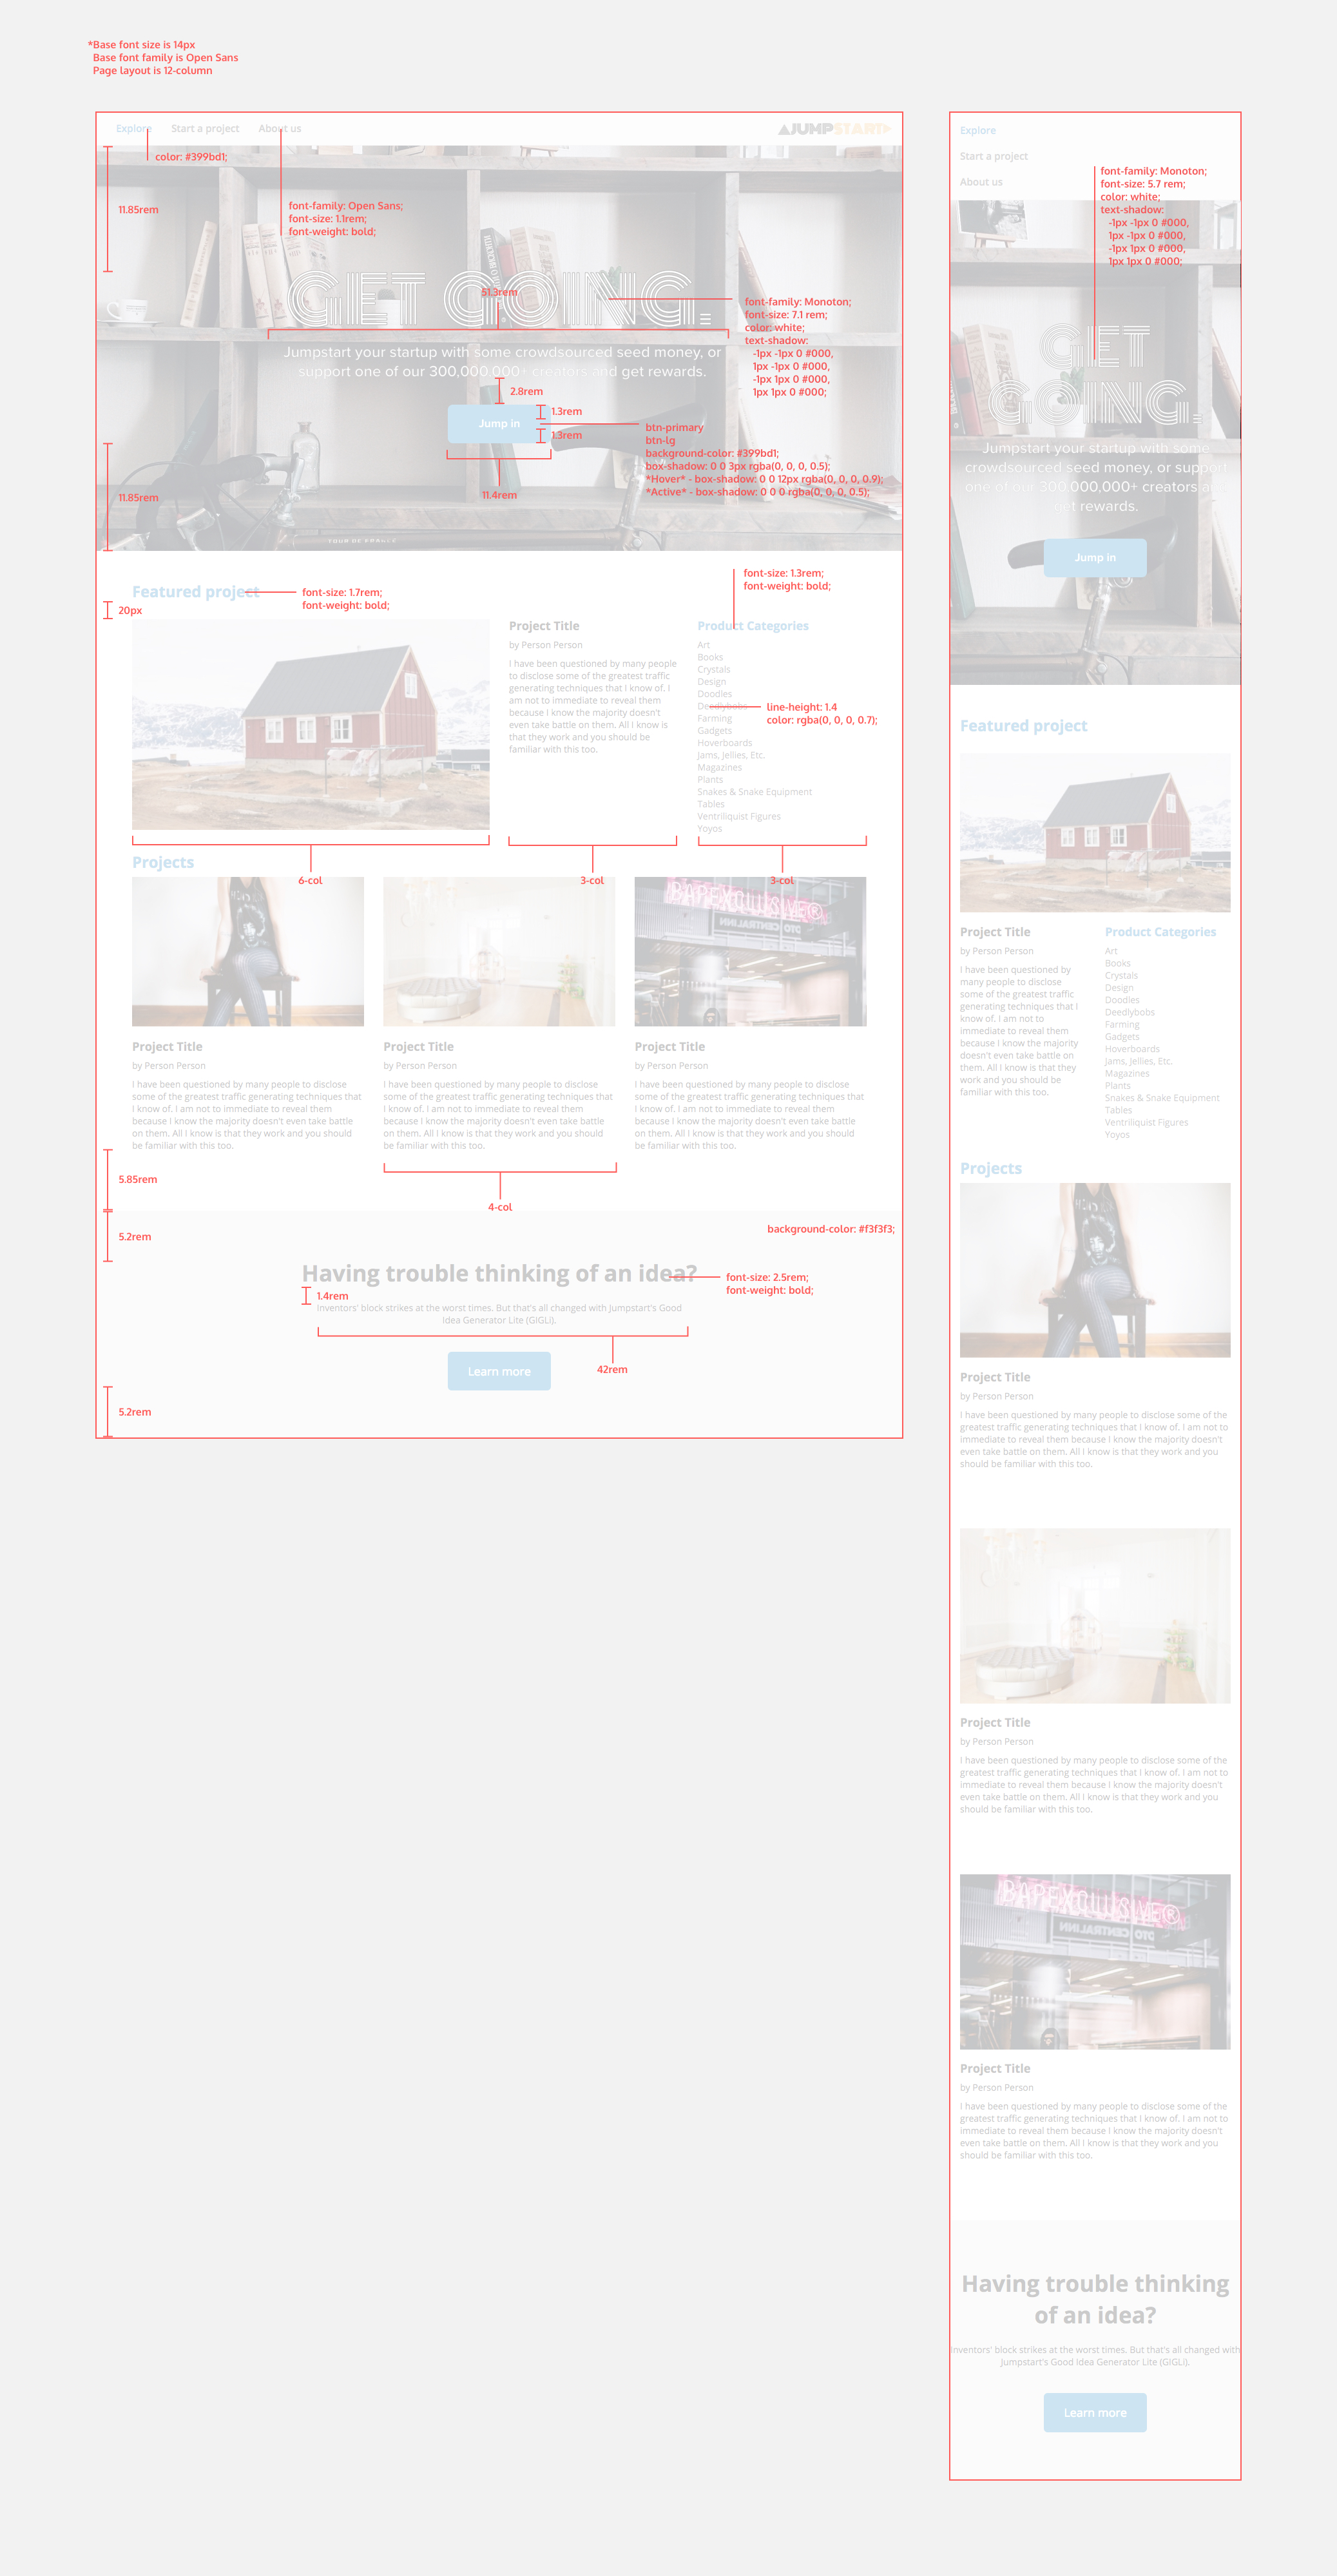 *Base font size is 14px
Base font family is Open Sans
Page layout is 12-column
Explore Start a project About us JUMPSTART
color: #399bd1;
11.85rem
font-family: Open Sans;
font-size: 1.1rem;
font-weight: bold;
GET GOING.
51.3rem
font-family: Monoton;
font-size: 7.1 rem;
color: white;
text-shadow:
-1px -1px 0 #000,
1px -1px 0 #000,
-1px 1px 0 #000,
1px 1px 0 #000;
Jumpstart your startup with some crowdsourced seed money, or
support one of our 300,000,000+ creators and get rewards.
2.8rem
1.3rem
Jump in
1.3rem
btn-primary
btn-lg
background-color: #399bd1;
box-shadow: 0 0 3px rgba(0, 0, 0, 0.5);
*Hover* - box-shadow: 0 0 12px rgba(0, 0, 0, 0.9);
*Active* - box-shadow: 0 0 0 rgba(0, 0, 0, 0.5);
11.4rem
11.85rem
TOUR DE FRANCE
Featured project
font-size: 1.7rem;
font-weight: bold;
20px
font-size: 1.3rem;
font-weight: bold;
Project Title
by Person Person
I have been questioned by many people
to disclose some of the greatest traffic
generating techniques that I know of. I
am not to immediate to reveal them
because I know the majority doesn't
even take battle on them. All I know is
that they work and you should be
familiar with this too.
Product Categories
Art
Books
Crystals
Design
Doodles
Deedlybobs
Farming
Gadgets
Hoverboards
Jams, Jellies, Etc.
Magazines
Plants
Snakes & Snake Equipment
Tables
Ventriliquist Figures
Yoyos
line-height: 1.4
color: rgba(0, 0, 0, 0.7);
6-col
3-col
3-col
Projects
BAPEXCLUSIVE®
OTO CENTRAL INN
Project Title
by Person Person
I have been questioned by many people to disclose
some of the greatest traffic generating techniques that
I know of. I am not to immediate to reveal them
because I know the majority doesn't even take battle
on them. All I know is that they work and you should
be familiar with this too.
Project Title
by Person Person
I have been questioned by many people to disclose
some of the greatest traffic generating techniques that
I know of. I am not to immediate to reveal them
because I know the majority doesn't even take battle
on them. All I know is that they work and you should
be familiar with this too.
Project Title
by Person Person
I have been questioned by many people to disclose
some of the greatest traffic generating techniques that
I know of. I am not to immediate to reveal them
because I know the majority doesn't even take battle
on them. All I know is that they work and you should
be familiar with this too.
5.85rem
4-col
5.2rem
background-color: #f3f3f3;
Having trouble thinking of an idea?
font-size: 2.5rem;
font-weight: bold;
1.4rem
Inventors' block strikes at the worst times. But that's all changed with Jumpstart's Good
Idea Generator Lite (GIGLi).
42rem
Learn more
5.2rem
Explore
Start a project
About us
font-family: Monoton;
font-size: 5.7 rem;
color: white;
text-shadow:
-1px -1px 0 #000,
1px -1px 0 #000,
-1px 1px 0 #000,
1px 1px 0 #000;
GET
GOING.
Jumpstart your startup with some
crowdsourced seed money, or support
one of our 300,000,000+ creators and
get rewards.
Jump in
Featured project
Project Title
by Person Person
I have been questioned by
many people to disclose
some of the greatest traffic
generating techniques that I
know of. I am not to
immediate to reveal them
because I know the majority
doesn't even take battle on
them. All I know is that they
work and you should be
familiar with this too.
Product Categories
Art
Books
Crystals
Design
Doodles
Deedlybobs
Farming
Gadgets
Hoverboards
Jams, Jellies, Etc.
Magazines
Plants
Snakes & Snake Equipment
Tables
Ventriliquist Figures
Yoyos
Projects
Project Title
by Person Person
I have been questioned by many people to disclose some of the
greatest traffic generating techniques that I know of. I am not to
immediate to reveal them because I know the majority doesn't
even take battle on them. All I know is that they work and you
should be familiar with this too.
Project Title
by Person Person
I have been questioned by many people to disclose some of the
greatest traffic generating techniques that I know of. I am not to
immediate to reveal them because I know the majority doesn't
even take battle on them. All I know is that they work and you
should be familiar with this too.
BAPEXCLUSIVE®
OTO CENTRAL INN
Project Title
by Person Person
I have been questioned by many people to disclose some of the
greatest traffic generating techniques that I know of. I am not to
immediate to reveal them because I know the majority doesn't
even take battle on them. All I know is that they work and you
should be familiar with this too.
Having trouble thinking
of an idea?
Inventors' block strikes at the worst times. But that's all changed with
Jumpstart's Good Idea Generator Lite (GIGLi).
Learn more